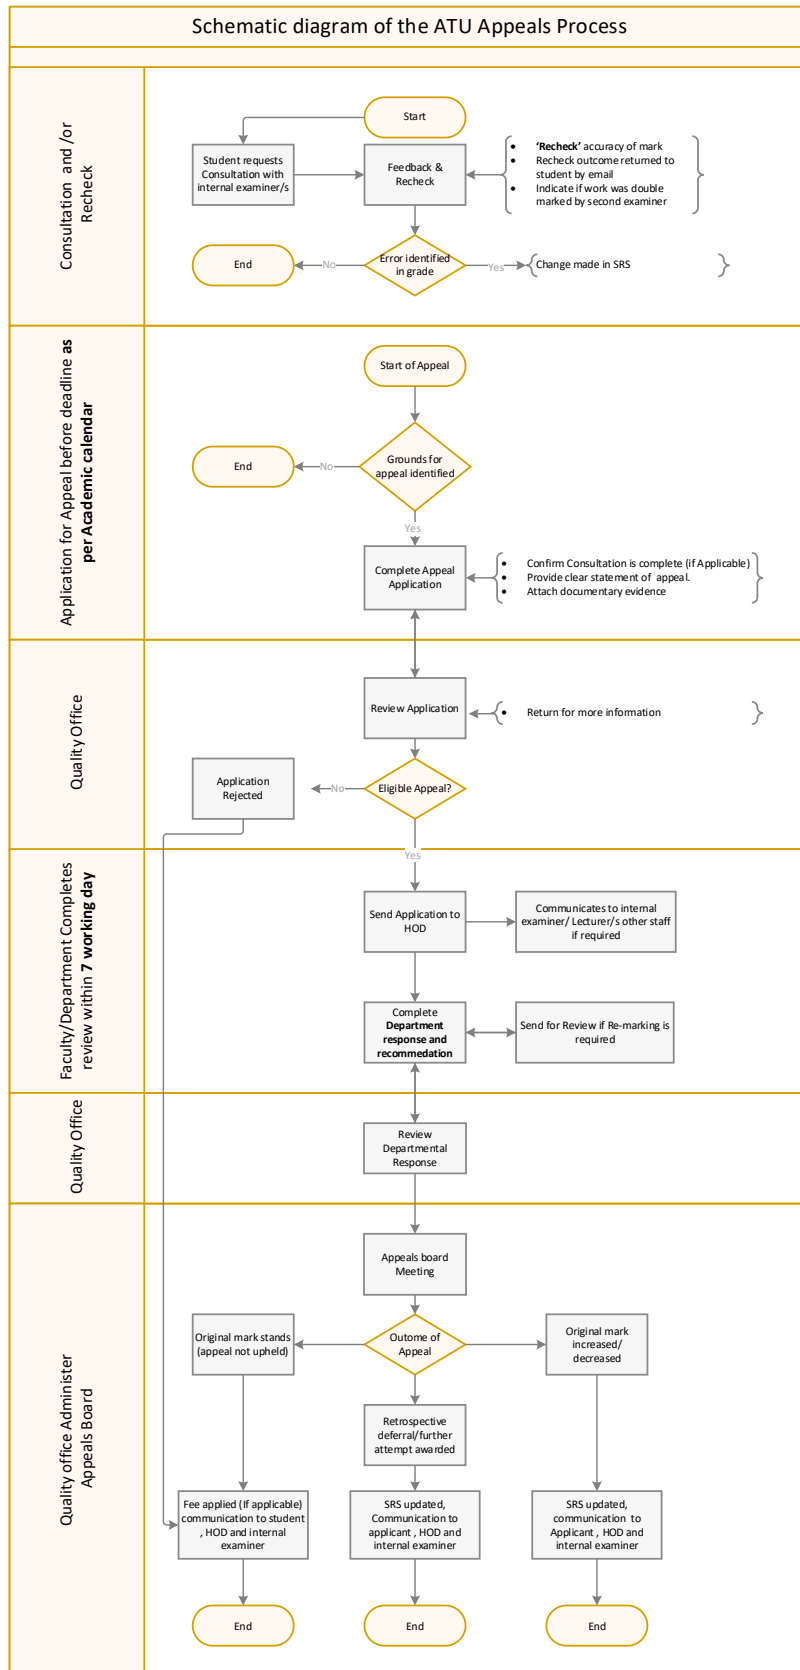 Schematic diagram of the ATU Appeals Process
Consultation and /or
Recheck
Start
Student requests
Consultation with
internal examiner/s
Feedback &
Recheck
• ‘Recheck’ accuracy of mark
• Recheck outcome returned to
student by email
• Indicate if work was double
marked by second examiner
End
No
Error identified
in grade
Yes
Change made in SRS
Application for Appeal before deadline as
per Academic calendar
Start of Appeal
End
No
Grounds for
appeal identified
Yes
Complete Appeal
Application
• Confirm Consultation is complete (if Applicable)
• Provide clear statement of appeal.
• Attach documentary evidence
Quality Office
Review Application
• Return for more information
Application
Rejected
No
Eligible Appeal?
Yes
Faculty/Department Completes
review within 7 working day
Send Application to
HOD
Communicates to internal
examiner/ Lecturer/s other staff
if required
Complete
Department
response and
recommedation
Send for Review if Re-marking is
required
Quality Office
Review
Departmental
Response
Quality office Administer
Appeals Board
Appeals board
Meeting
Original mark stands
(appeal not upheld)
Outome of
Appeal
Original mark
increased/
decreased
Retrospective
deferral/further
attempt awarded
Fee applied (If applicable)
communication to student
, HOD and internal
examiner
SRS updated,
Communication to
applicant , HOD and
internal examiner
SRS updated,
communication to
Applicant , HOD and
internal examiner
End
End
End